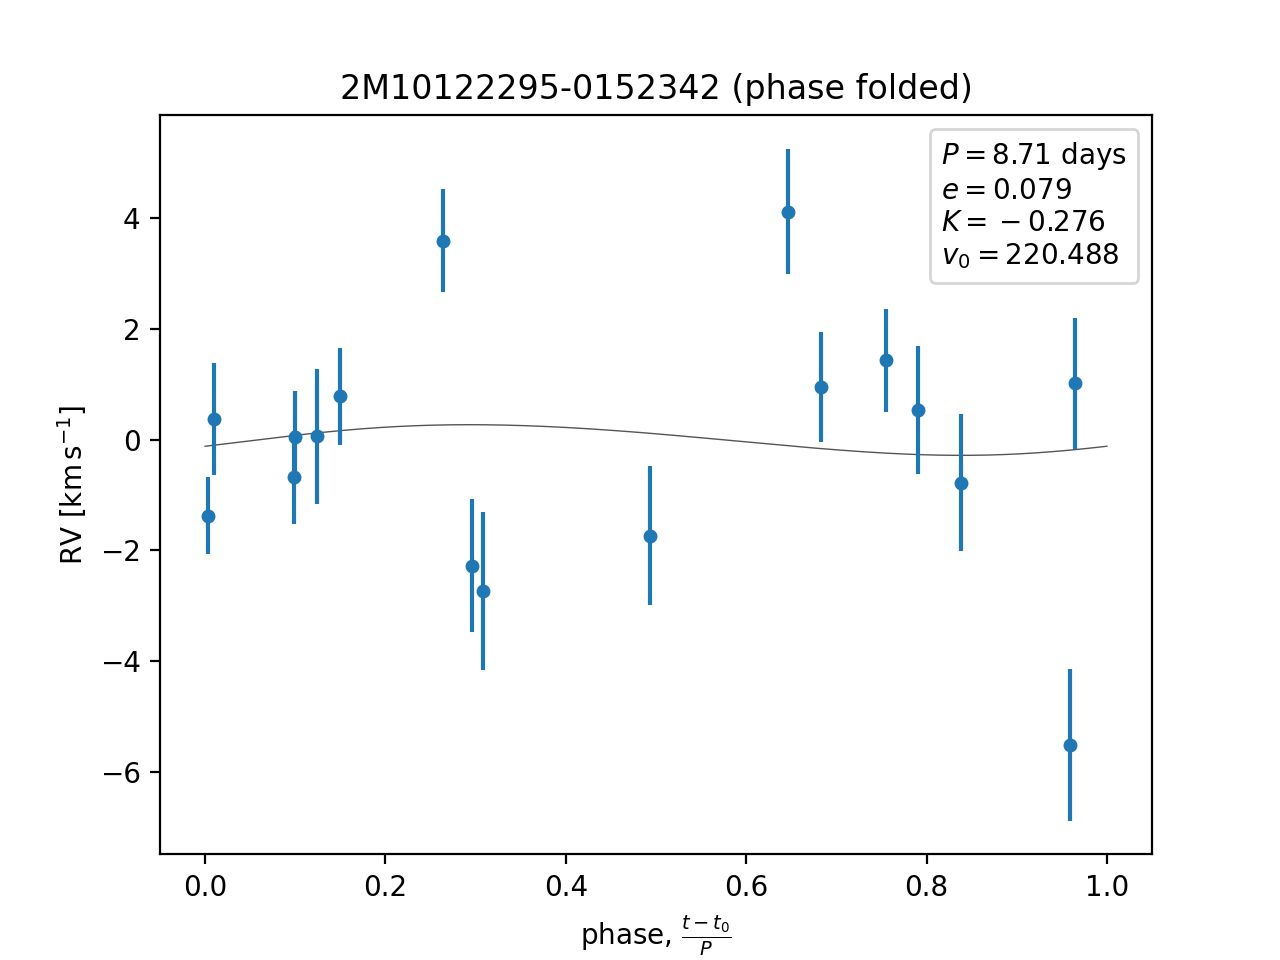 2M10122295-0152342 (phase folded)
P = 8.71 days
e = 0.079
K = −0.276
v₀ = 220.488
RV [km s⁻¹]
4
2
0
−2
−4
−6
0.0 0.2 0.4 0.6 0.8 1.0
phase, (t − t₀)/P